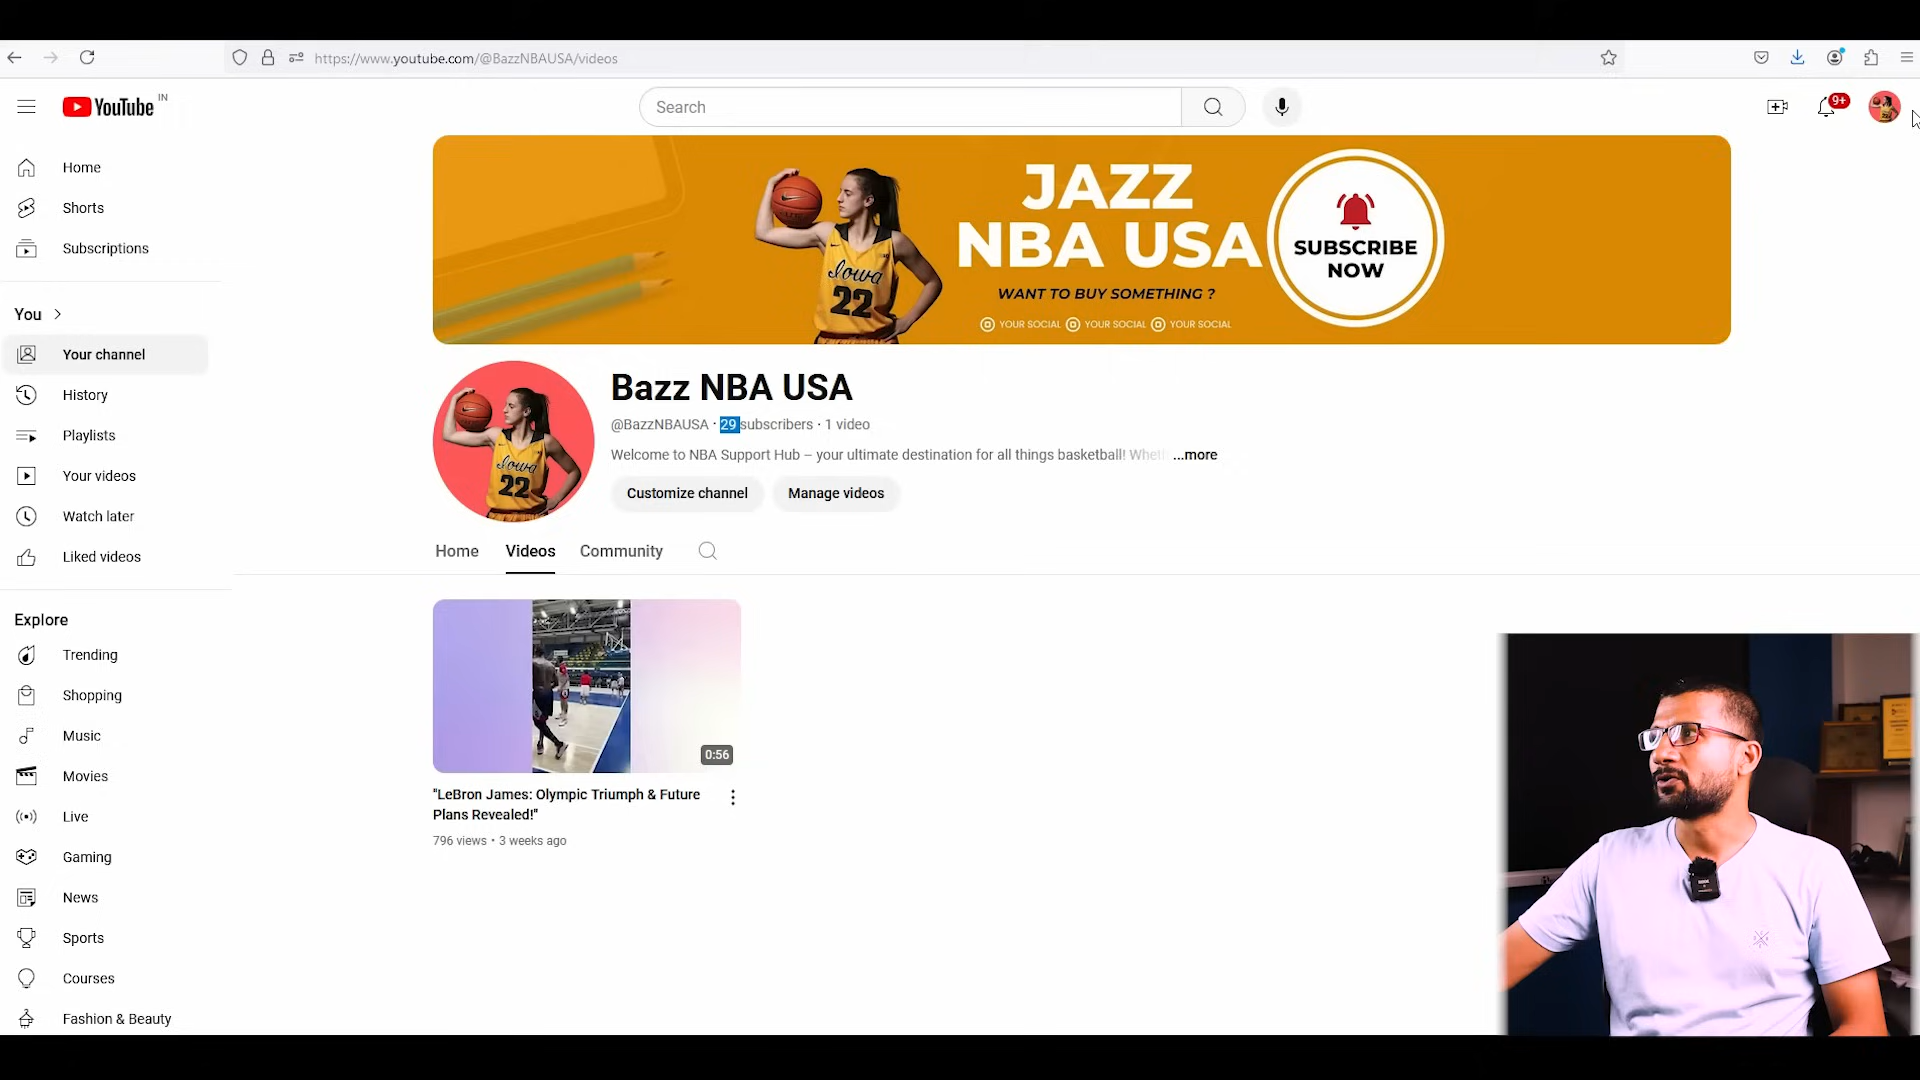 https://www.youtube.com/@BazzNBAUSA/videos
YouTube IN
Search
9+
Home
Shorts
Subscriptions
You
Your channel
History
Playlists
Your videos
Watch later
Liked videos
Explore
Trending
Shopping
Music
Movies
Live
Gaming
News
Sports
Courses
Fashion & Beauty
Iowa
22
JAZZ
NBA USA
WANT TO BUY SOMETHING ?
YOUR SOCIAL YOUR SOCIAL YOUR SOCIAL
SUBSCRIBE
NOW
Iowa
22
Bazz NBA USA
@BazzNBAUSA · 29 subscribers · 1 video
Welcome to NBA Support Hub – your ultimate destination for all things basketball! Wheth ...more
Customize channel
Manage videos
Home
Videos
Community
0:56
"LeBron James: Olympic Triumph & Future
Plans Revealed!"
796 views • 3 weeks ago